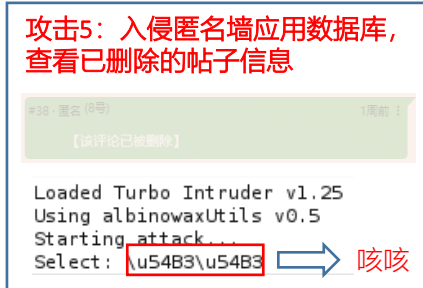 攻击5：入侵匿名墙应用数据库，
查看已删除的帖子信息
#38 - 匿名 (8号) 1周前
【该评论已被删除】
Loaded Turbo Intruder v1.25
Using albinowaxUtils v0.5
Starting attack...
Select: \u54B3\u54B3 咳咳